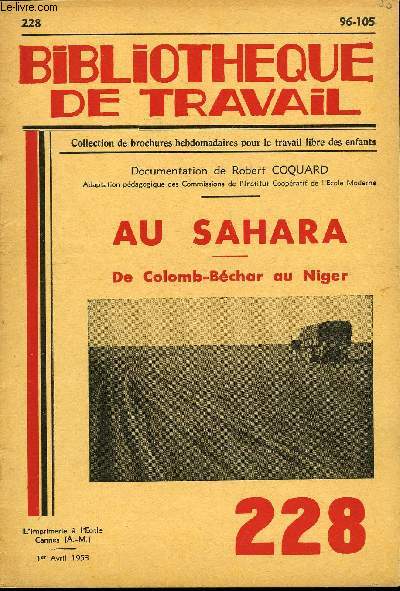 228
96-105
BIBLIOTHEQUE
DE TRAVAIL
Collection de brochures hebdomadaires pour le travail libre des enfants
Documentation de Robert COQUARD
Adaptation pédagogique des Commissions de l'Institut Coopératif de l'Ecole Moderne
AU SAHARA
De Colomb-Béchar au Niger
L'imprimerie à l'Ecole
Cannes (A.-M.)
1er Avril 1953
228
www.le-livre.com